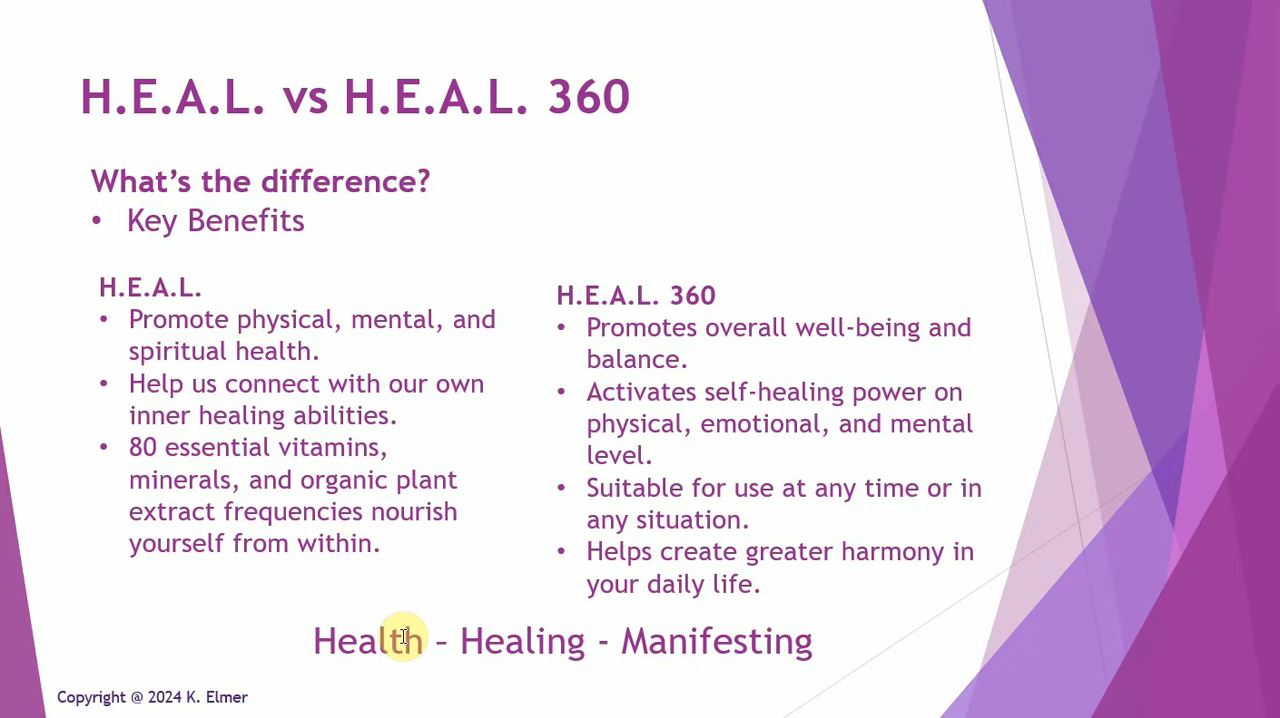 H.E.A.L. vs H.E.A.L. 360
What's the difference?
• Key Benefits
H.E.A.L.
• Promote physical, mental, and
spiritual health.
• Help us connect with our own
inner healing abilities.
• 80 essential vitamins,
minerals, and organic plant
extract frequencies nourish
yourself from within.
H.E.A.L. 360
• Promotes overall well-being and
balance.
• Activates self-healing power on
physical, emotional, and mental
level.
• Suitable for use at any time or in
any situation.
• Helps create greater harmony in
your daily life.
Health – Healing - Manifesting
Copyright @ 2024 K. Elmer